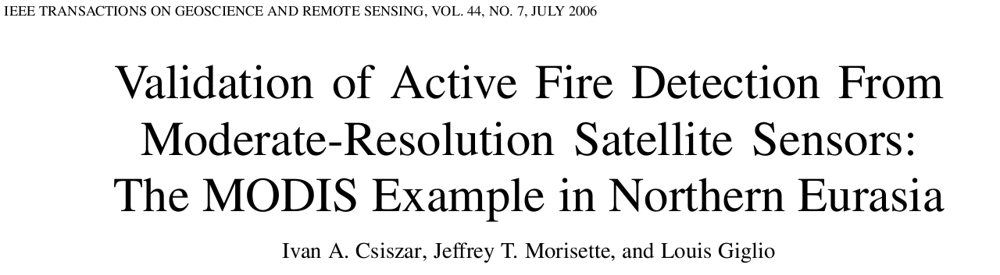 IEEE TRANSACTIONS ON GEOSCIENCE AND REMOTE SENSING, VOL. 44, NO. 7, JULY 2006
Validation of Active Fire Detection From
Moderate-Resolution Satellite Sensors:
The MODIS Example in Northern Eurasia
Ivan A. Csiszar, Jeffrey T. Morisette, and Louis Giglio